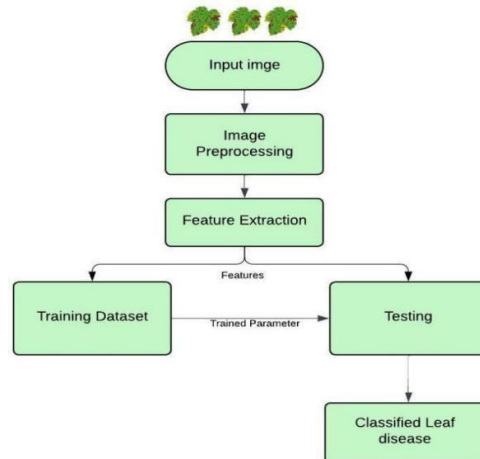 Input imge
Image
Preprocessing
Feature Extraction
Features
Training Dataset
Trained Parameter
Testing
Classified Leaf
disease